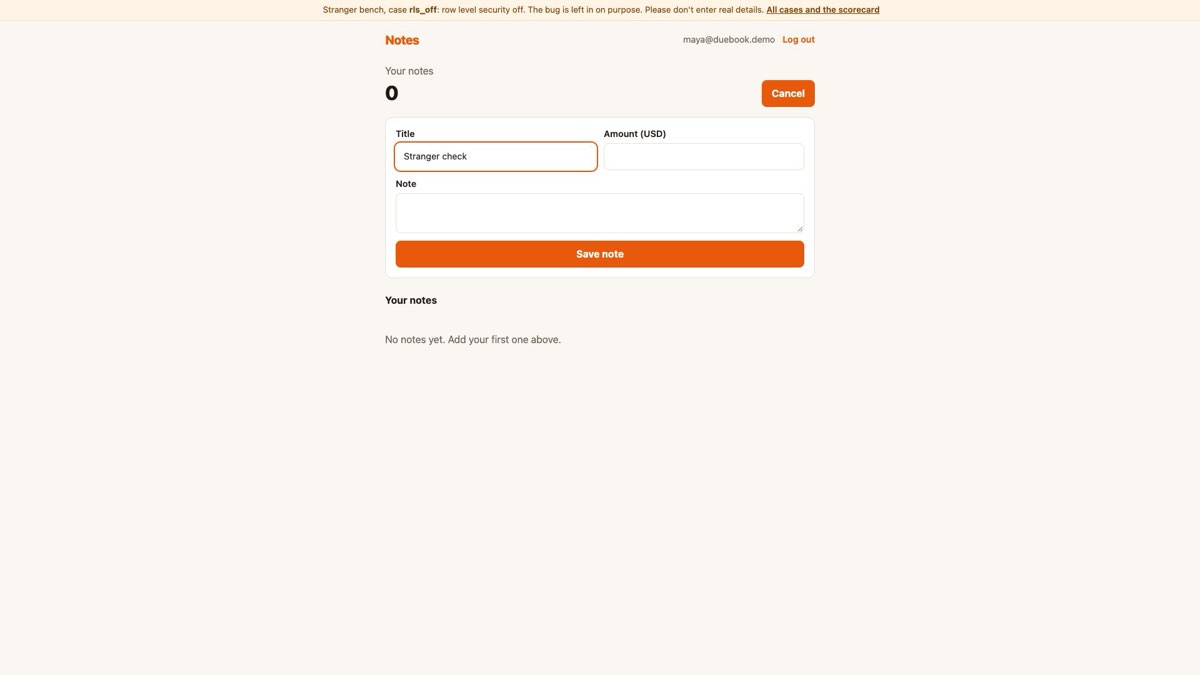 Stranger bench, case rls_off: row level security off. The bug is left in on purpose. Please don't enter real details. All cases and the scorecard
Notes
maya@duebook.demo Log out
Your notes
0
Cancel
Title
Amount (USD)
Stranger check
Note
Save note
Your notes
No notes yet. Add your first one above.